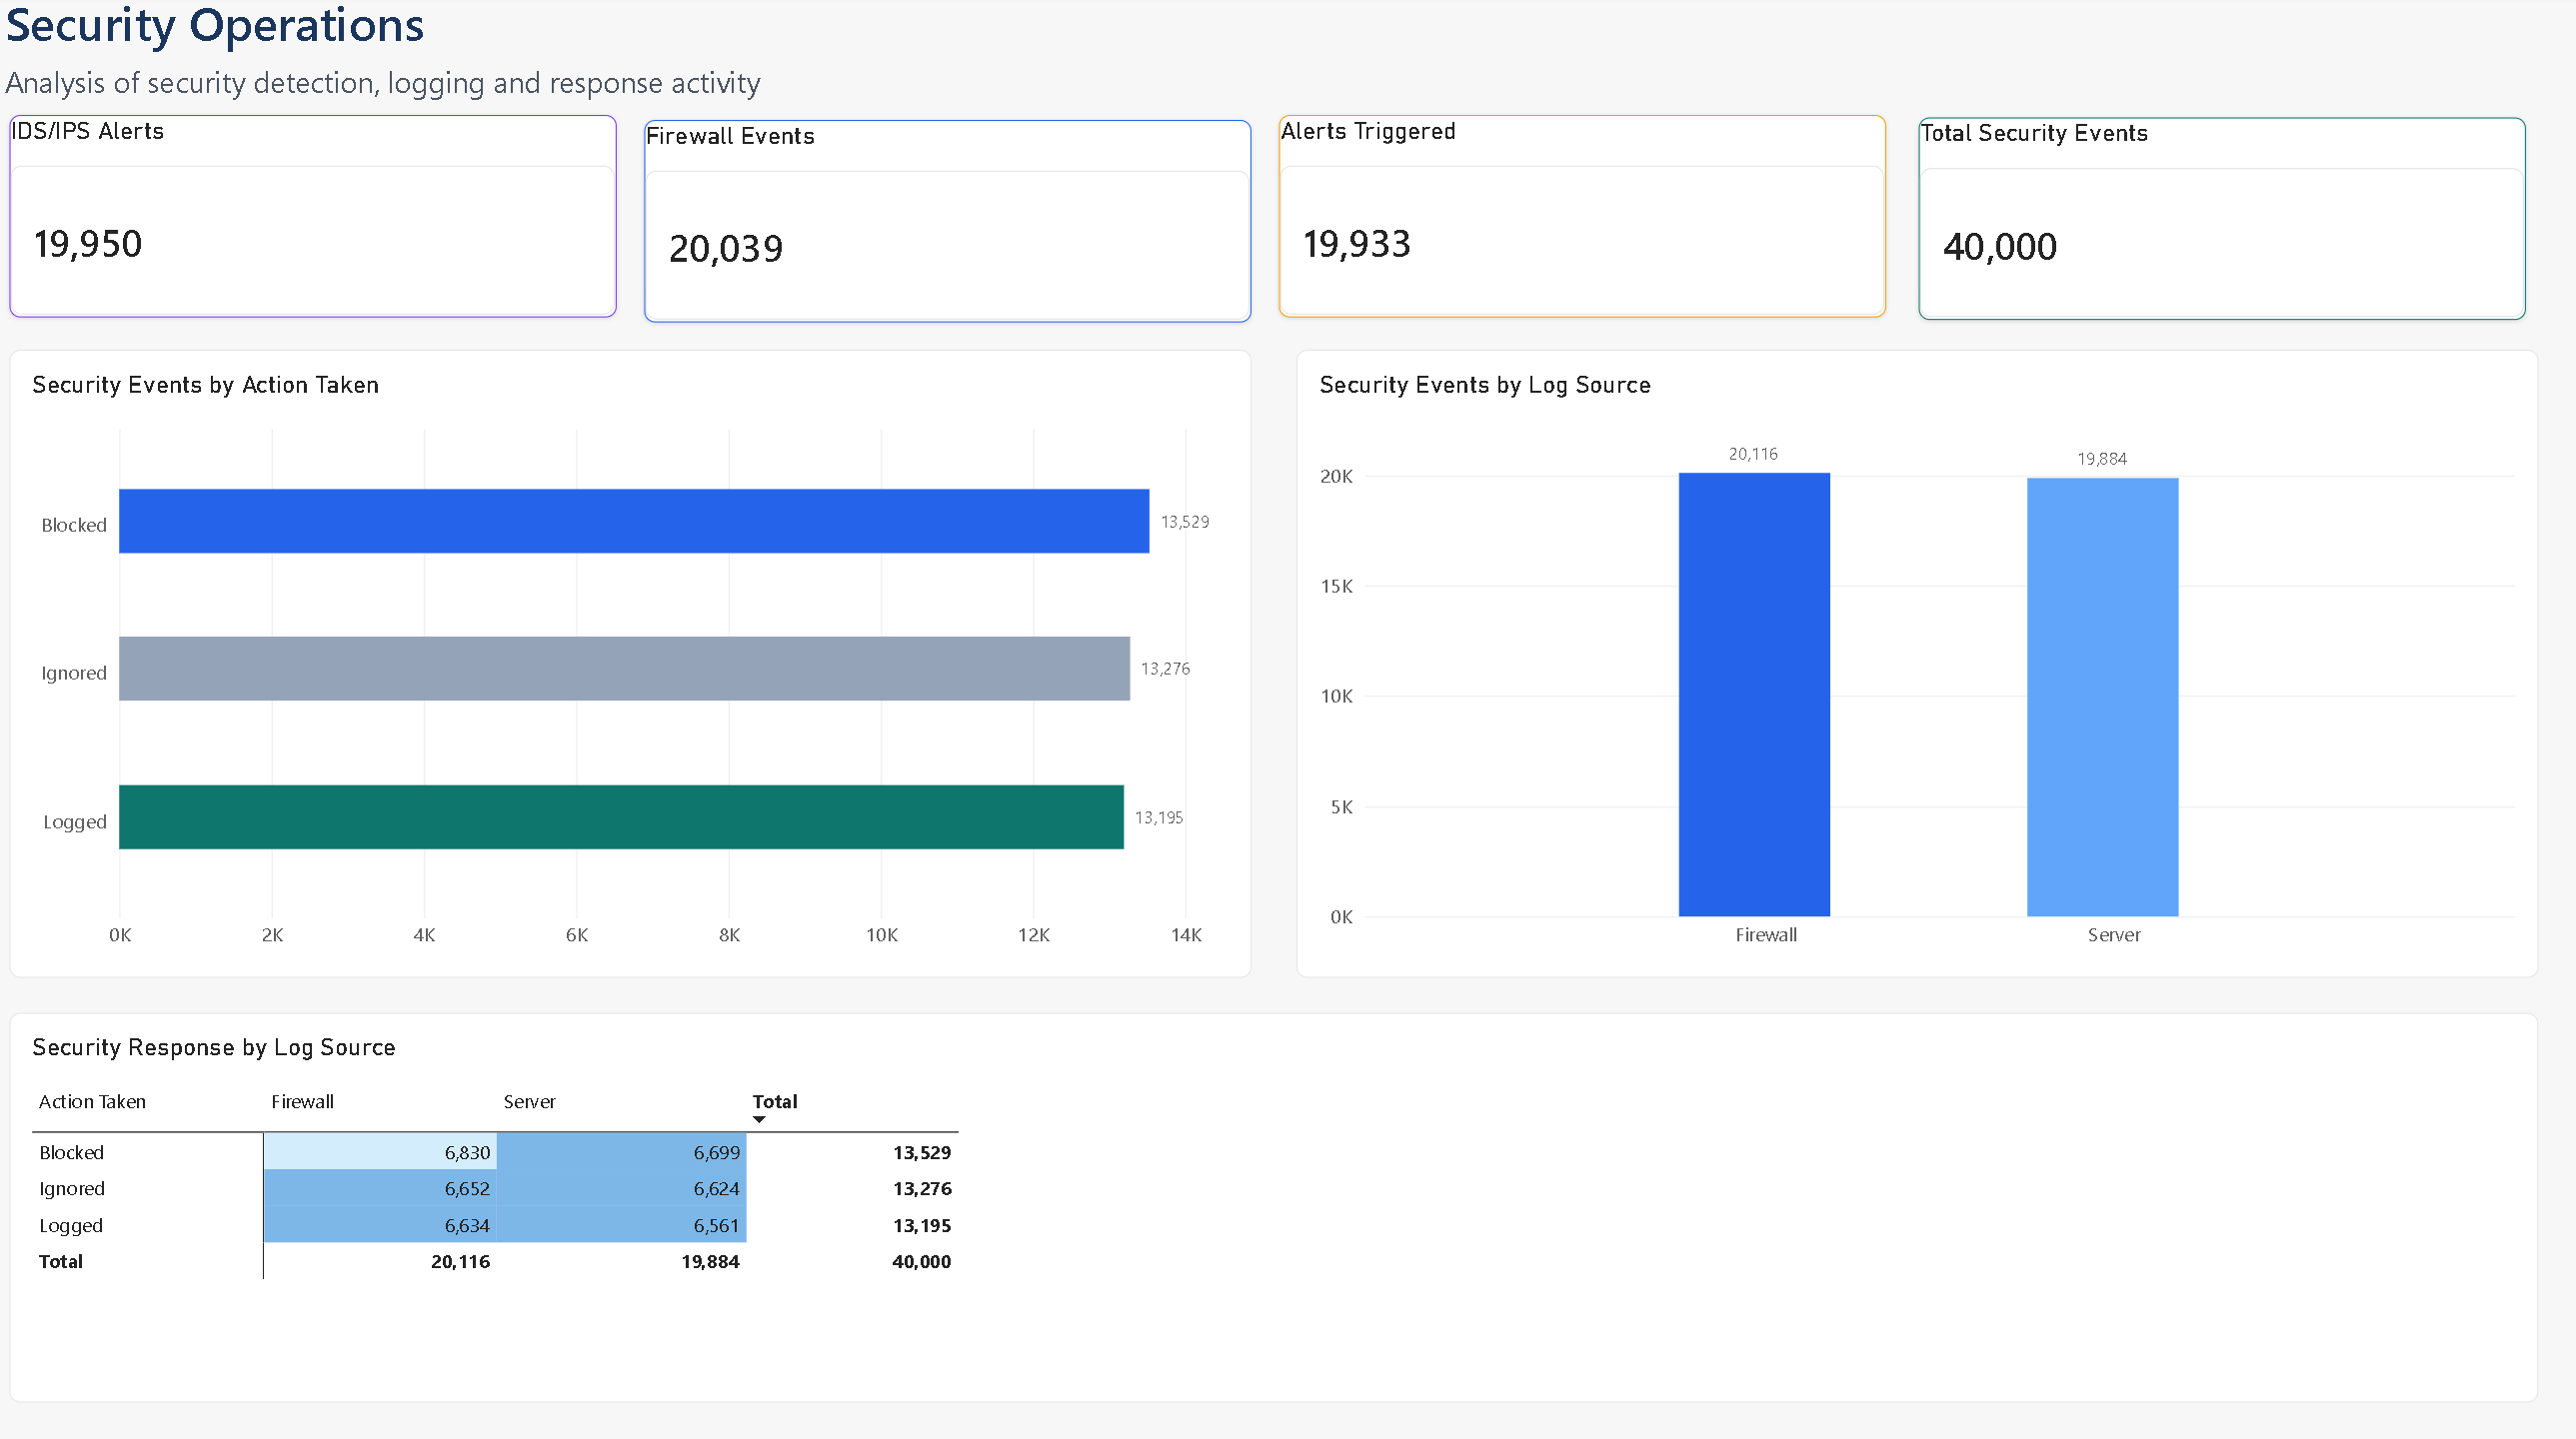 Security Operations
Analysis of security detection, logging and response activity
IDS/IPS Alerts
19,950
Firewall Events
20,039
Alerts Triggered
19,933
Total Security Events
40,000
Security Events by Action Taken
Blocked
13,529
Ignored
13,276
Logged
13,195
0K 2K 4K 6K 8K 10K 12K 14K
Security Events by Log Source
20K
15K
10K
5K
0K
20,116
19,884
Firewall Server
Security Response by Log Source
Action Taken Firewall Server Total
Blocked 6,830 6,699 13,529
Ignored 6,652 6,624 13,276
Logged 6,634 6,561 13,195
Total 20,116 19,884 40,000